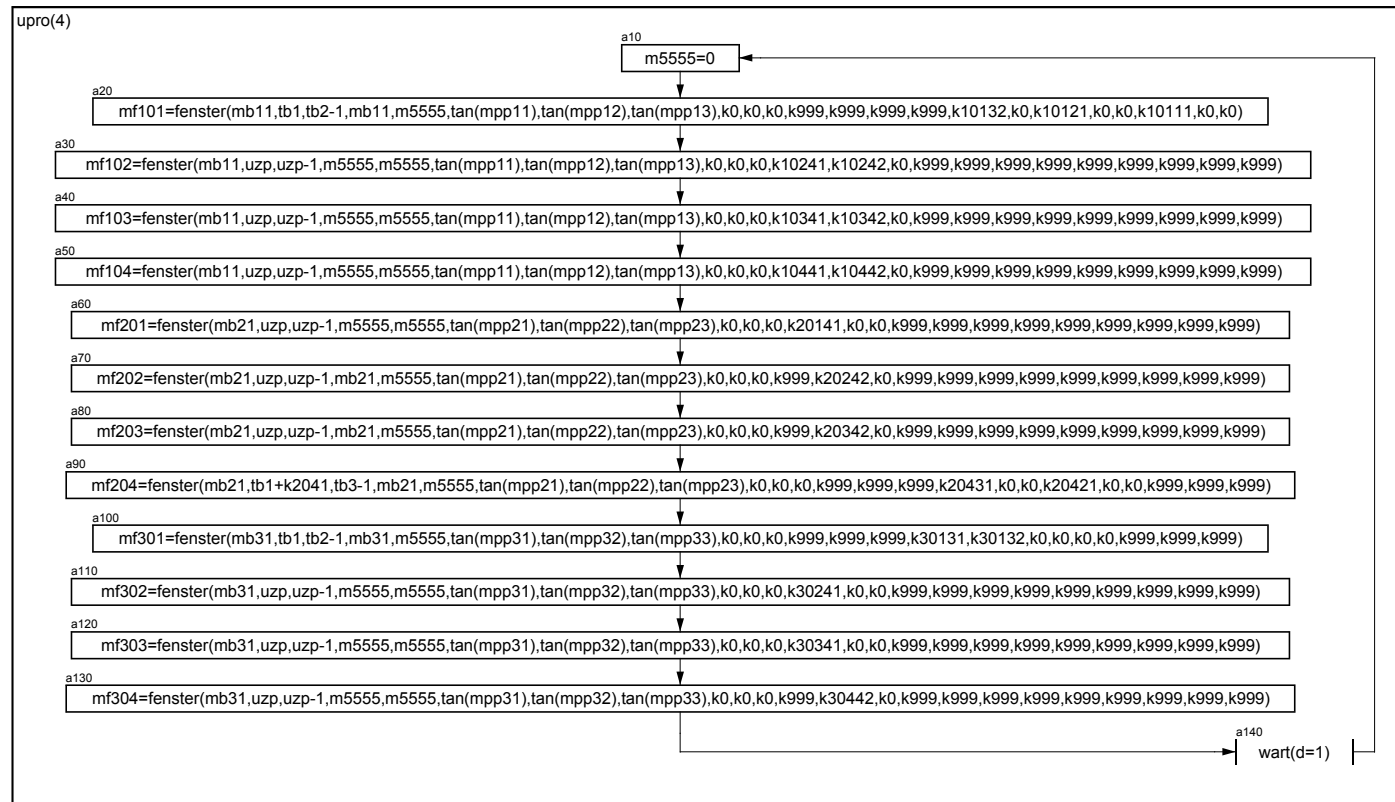 upro(4)
a10
m5555=0
a20
mf101=fenster(mb11,tb1,tb2-1,mb11,m5555,tan(mpp11),tan(mpp12),tan(mpp13),k0,k0,k0,k999,k999,k999,k999,k10132,k0,k10121,k0,k0,k10111,k0,k0)
a30
mf102=fenster(mb11,uzp,uzp-1,m5555,m5555,tan(mpp11),tan(mpp12),tan(mpp13),k0,k0,k0,k10241,k10242,k0,k999,k999,k999,k999,k999,k999,k999,k999,k999)
a40
mf103=fenster(mb11,uzp,uzp-1,m5555,m5555,tan(mpp11),tan(mpp12),tan(mpp13),k0,k0,k0,k10341,k10342,k0,k999,k999,k999,k999,k999,k999,k999,k999,k999)
a50
mf104=fenster(mb11,uzp,uzp-1,m5555,m5555,tan(mpp11),tan(mpp12),tan(mpp13),k0,k0,k0,k10441,k10442,k0,k999,k999,k999,k999,k999,k999,k999,k999,k999)
a60
mf201=fenster(mb21,uzp,uzp-1,m5555,m5555,tan(mpp21),tan(mpp22),tan(mpp23),k0,k0,k0,k20141,k0,k0,k999,k999,k999,k999,k999,k999,k999,k999,k999)
a70
mf202=fenster(mb21,uzp,uzp-1,mb21,m5555,tan(mpp21),tan(mpp22),tan(mpp23),k0,k0,k0,k999,k20242,k0,k999,k999,k999,k999,k999,k999,k999,k999,k999)
a80
mf203=fenster(mb21,uzp,uzp-1,mb21,m5555,tan(mpp21),tan(mpp22),tan(mpp23),k0,k0,k0,k999,k20342,k0,k999,k999,k999,k999,k999,k999,k999,k999,k999)
a90
mf204=fenster(mb21,tb1+k2041,tb3-1,mb21,m5555,tan(mpp21),tan(mpp22),tan(mpp23),k0,k0,k0,k999,k999,k999,k20431,k0,k0,k20421,k0,k0,k999,k999,k999)
a100
mf301=fenster(mb31,tb1,tb2-1,mb31,m5555,tan(mpp31),tan(mpp32),tan(mpp33),k0,k0,k0,k999,k999,k999,k30131,k30132,k0,k0,k0,k0,k999,k999,k999)
a110
mf302=fenster(mb31,uzp,uzp-1,m5555,m5555,tan(mpp31),tan(mpp32),tan(mpp33),k0,k0,k0,k30241,k0,k0,k999,k999,k999,k999,k999,k999,k999,k999,k999)
a120
mf303=fenster(mb31,uzp,uzp-1,m5555,m5555,tan(mpp31),tan(mpp32),tan(mpp33),k0,k0,k0,k30341,k0,k0,k999,k999,k999,k999,k999,k999,k999,k999,k999)
a130
mf304=fenster(mb31,uzp,uzp-1,m5555,m5555,tan(mpp31),tan(mpp32),tan(mpp33),k0,k0,k0,k999,k30442,k0,k999,k999,k999,k999,k999,k999,k999,k999,k999)
a140
wart(d=1)